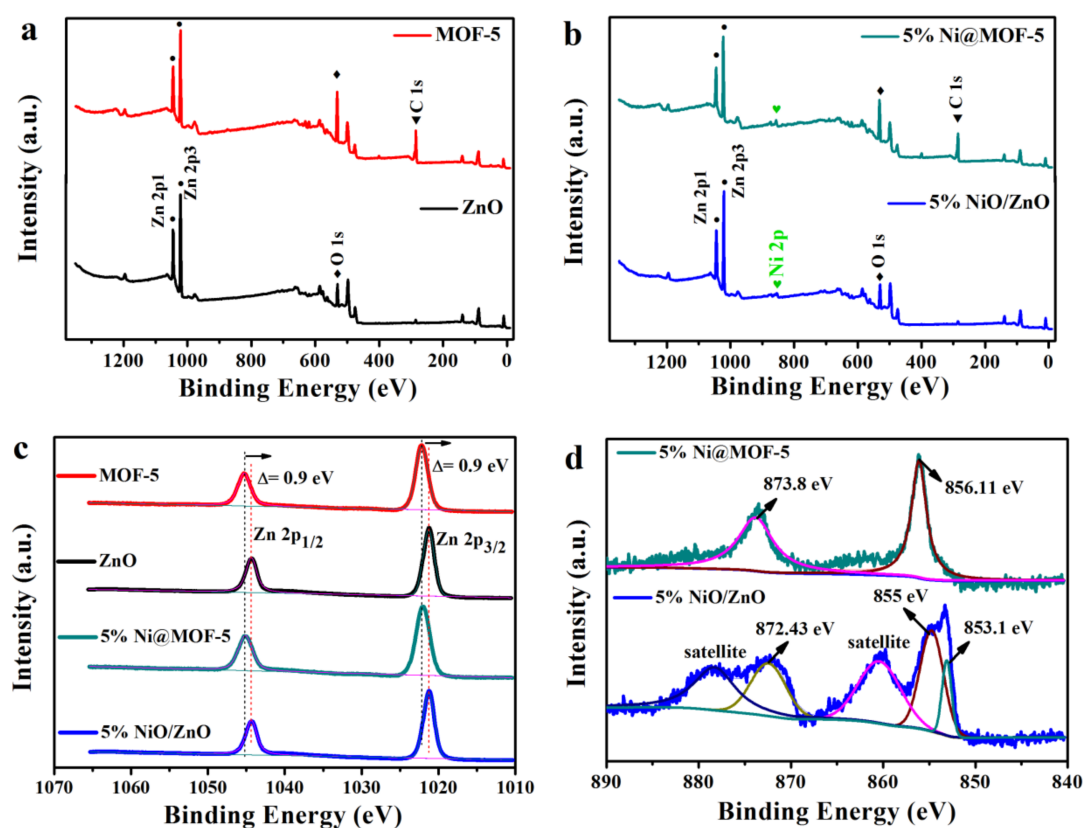 a
MOF-5
▼C 1s
Zn 2p1
Zn 2p3
ZnO
◆ O 1s
Intensity (a.u.)
1200 1000 800 600 400 200 0
Binding Energy (eV)
b
5% Ni@MOF-5
▼C 1s
Zn 2p1
Zn 2p3
5% NiO/ZnO
♥Ni 2p
◆ O 1s
Intensity (a.u.)
1200 1000 800 600 400 200 0
Binding Energy (eV)
c
MOF-5
Δ= 0.9 eV
Δ= 0.9 eV
Zn 2p1/2
Zn 2p3/2
ZnO
5% Ni@MOF-5
5% NiO/ZnO
Intensity (a.u.)
1070 1060 1050 1040 1030 1020 1010
Binding Energy (eV)
d
5% Ni@MOF-5
873.8 eV
856.11 eV
5% NiO/ZnO
855 eV
872.43 eV
853.1 eV
satellite
satellite
Intensity (a.u.)
890 880 870 860 850 840
Binding Energy (eV)